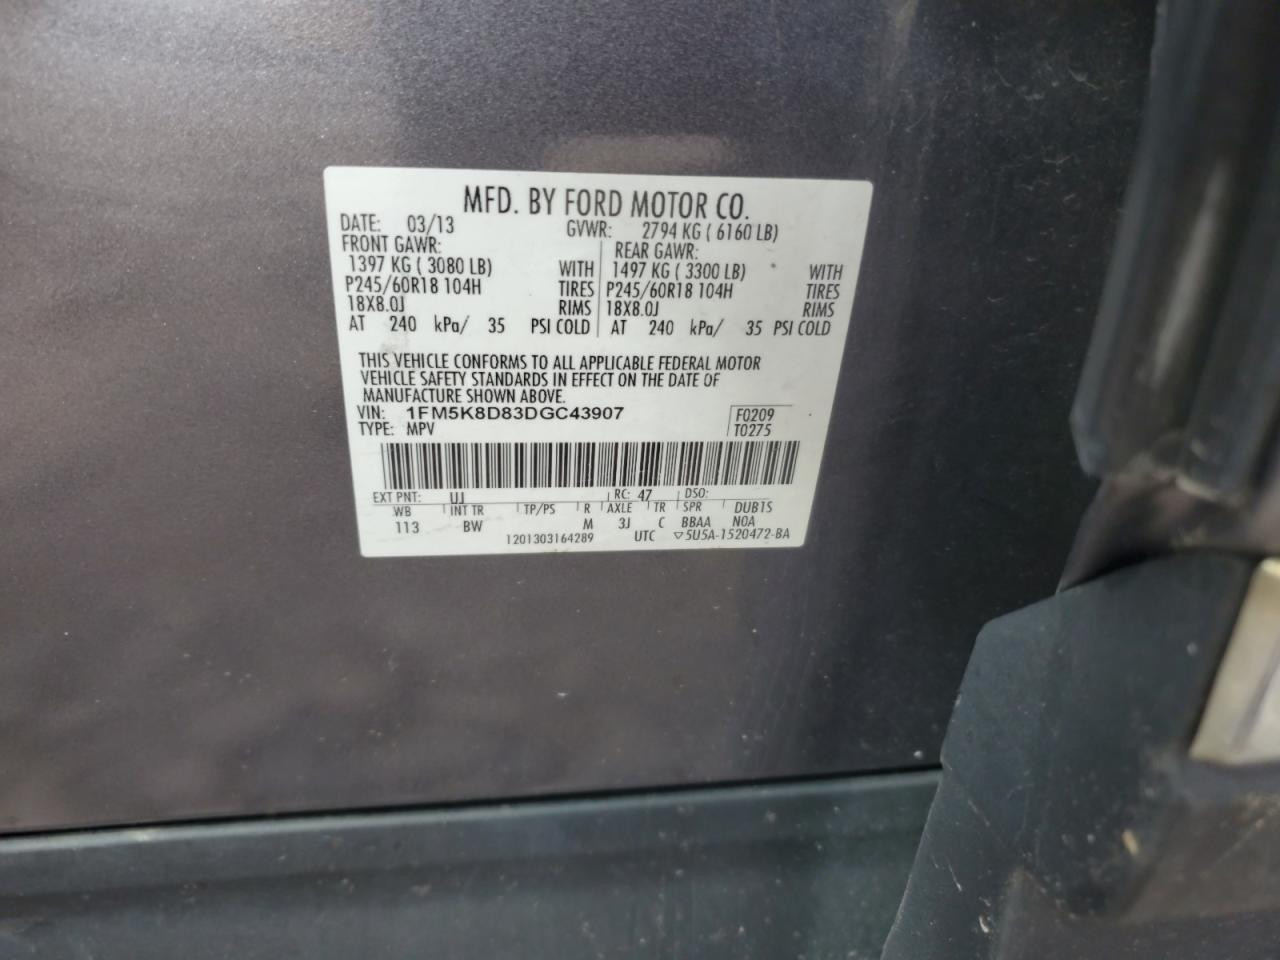 MFD. BY FORD MOTOR CO.
DATE: 03/13 GVWR: 2794 KG ( 6160 LB)
FRONT GAWR: REAR GAWR:
1397 KG ( 3080 LB) WITH 1497 KG ( 3300 LB) WITH
P245/60R18 104H TIRES P245/60R18 104H TIRES
18X8.0J RIMS 18X8.0J RIMS
AT 240 kPa/ 35 PSI COLD AT 240 kPa/ 35 PSI COLD
THIS VEHICLE CONFORMS TO ALL APPLICABLE FEDERAL MOTOR
VEHICLE SAFETY STANDARDS IN EFFECT ON THE DATE OF
MANUFACTURE SHOWN ABOVE.
VIN: 1FM5K8D83DGC43907 F0209
TYPE: MPV T0275
EXT PNT: UJ RC: 47 DSO:
WB INT TR TP/PS R AXLE TR SPR DUB1S
113 BW M 3J C BBAA N0A
1201303164289 UTC ▽5U5A-1520472-BA